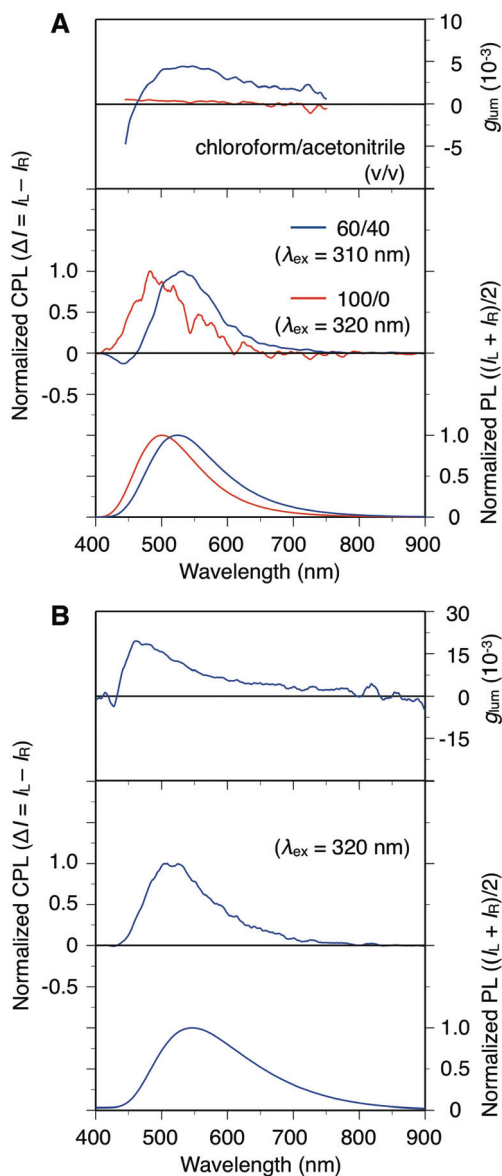 A
10
5
0
-5
g_lum (10^-3)
chloroform/acetonitrile
(v/v)
Normalized CPL (ΔI = I_L – I_R)
60/40
(λ_ex = 310 nm)
100/0
(λ_ex = 320 nm)
1.0
0.5
0
-0.5
Normalized PL ((I_L + I_R)/2)
1.0
0.5
0
400 500 600 700 800 900
Wavelength (nm)
B
30
15
0
-15
g_lum (10^-3)
Normalized CPL (ΔI = I_L – I_R)
(λ_ex = 320 nm)
1.0
0.5
0
-0.5
Normalized PL ((I_L + I_R)/2)
1.0
0.5
0
400 500 600 700 800 900
Wavelength (nm)